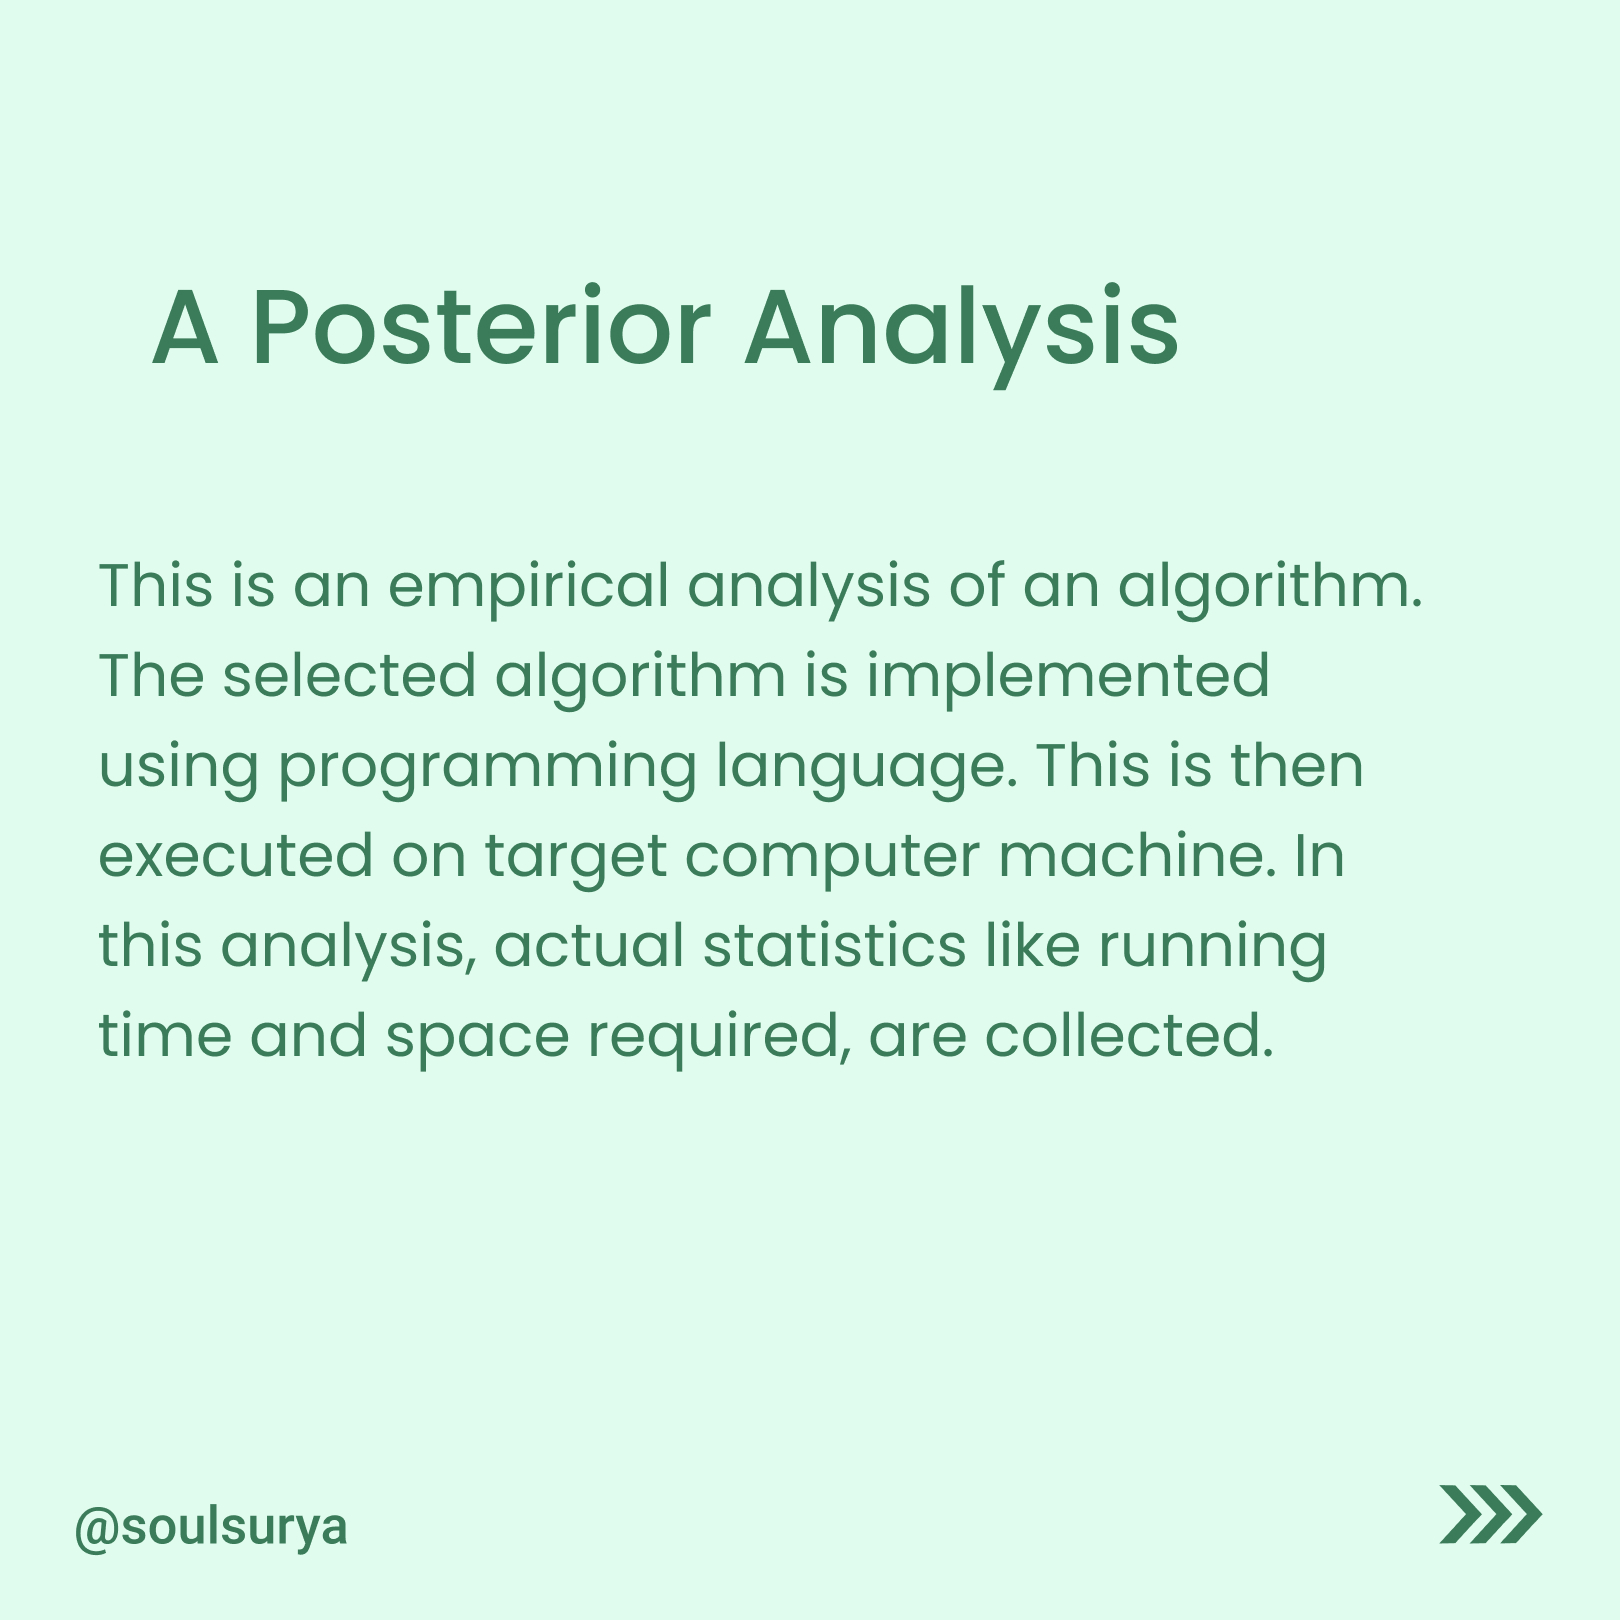 A Posterior Analysis
This is an empirical analysis of an algorithm.
The selected algorithm is implemented
using programming language. This is then
executed on target computer machine. In
this analysis, actual statistics like running
time and space required, are collected.
@soulsurya